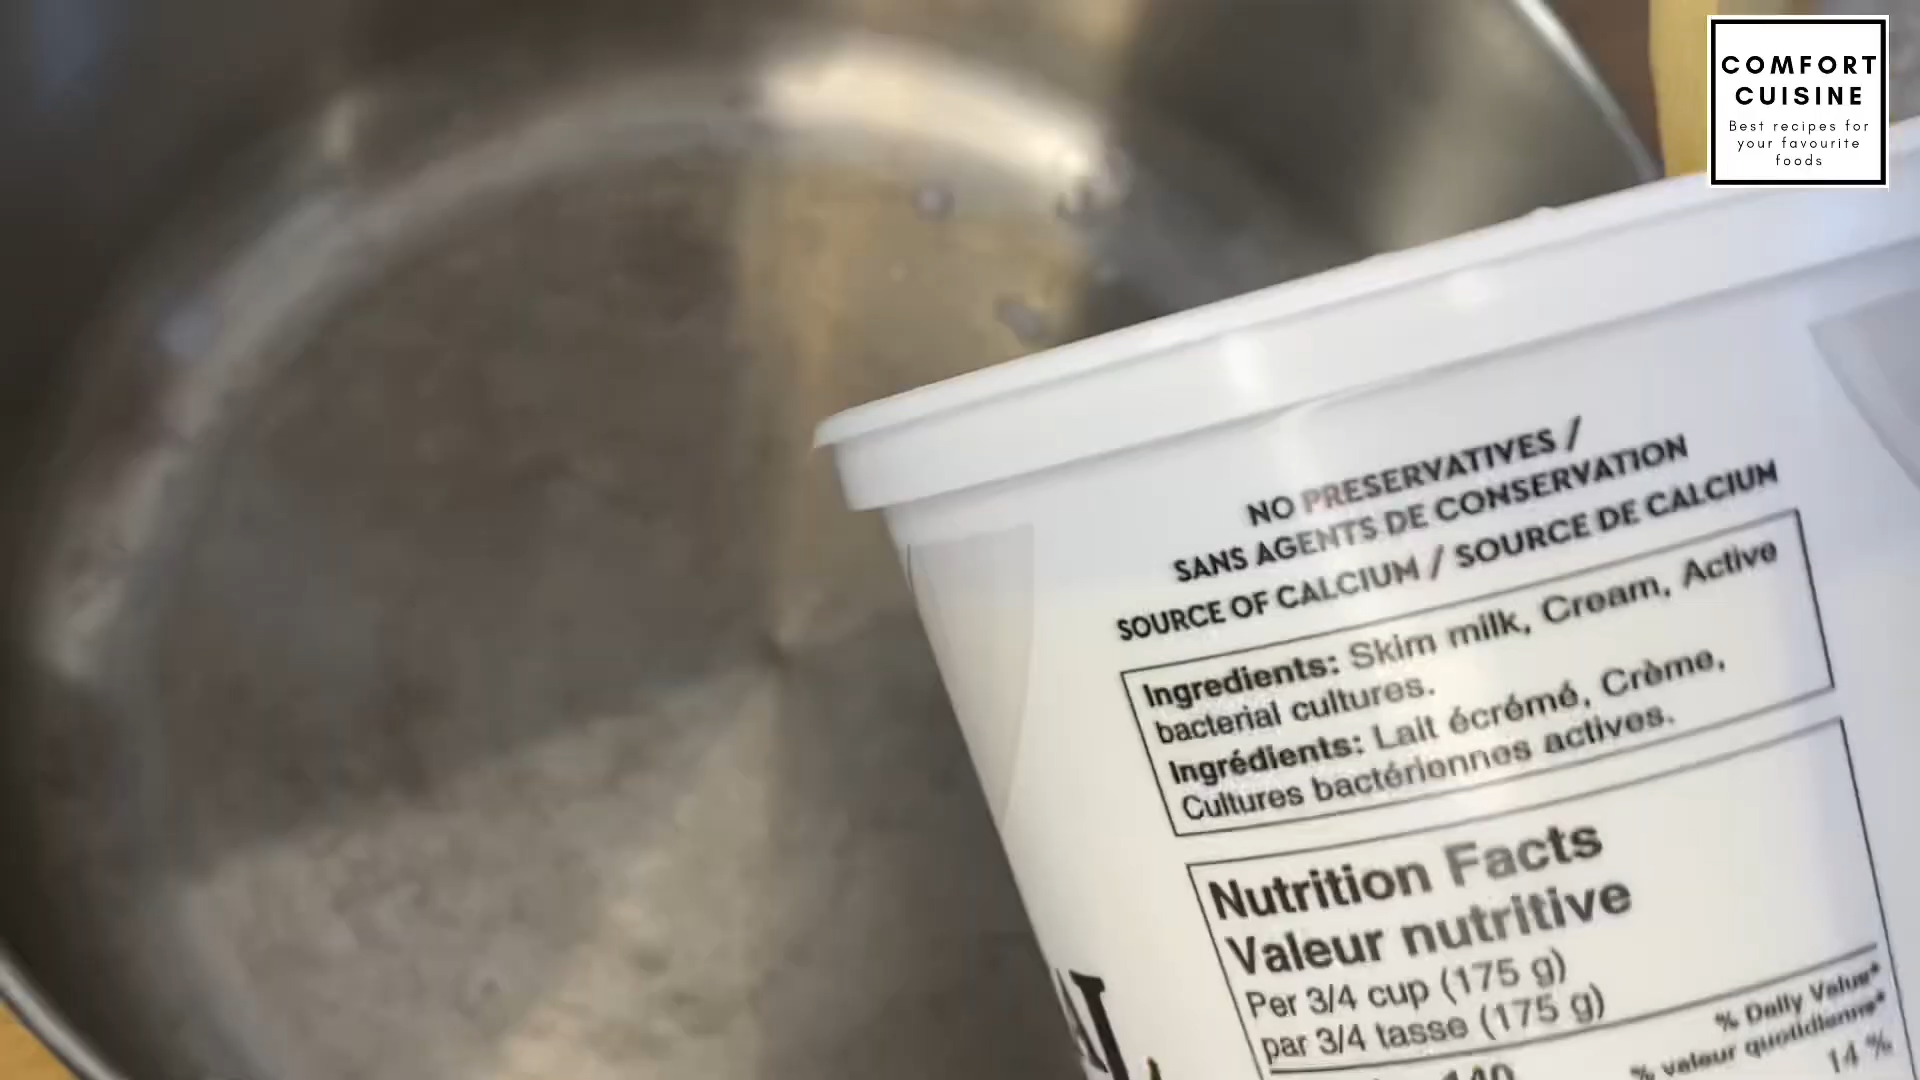 COMFORT
CUISINE
Best recipes for
your favourite
foods
NO PRESERVATIVES /
SANS AGENTS DE CONSERVATION
SOURCE OF CALCIUM / SOURCE DE CALCIUM
Ingredients: Skim milk, Cream, Active
bacterial cultures.
Ingrédients: Lait écrémé, Crème,
Cultures bactériennes actives.
Nutrition Facts
Valeur nutritive
Per 3/4 cup (175 g)
par 3/4 tasse (175 g)
% Daily Value*
% valeur quotidienne*
140
14 %